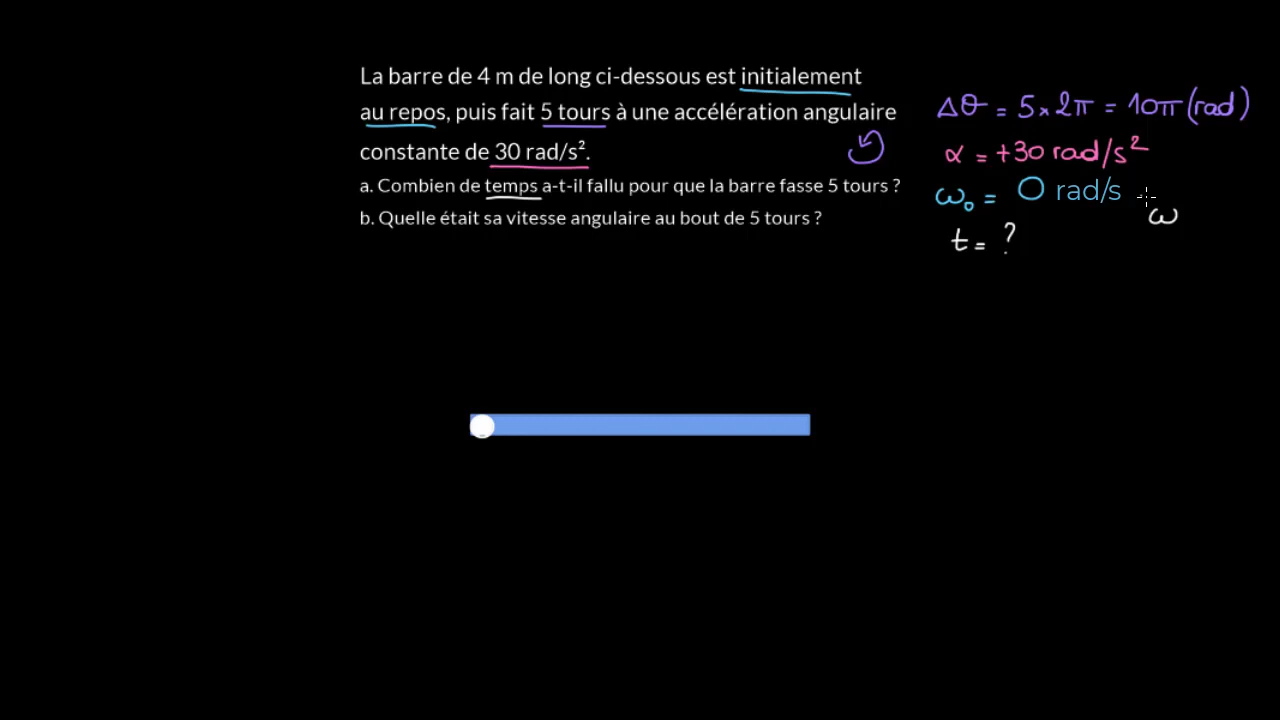 La barre de 4 m de long ci-dessous est initialement
au repos, puis fait 5 tours à une accélération angulaire
constante de 30 rad/s².
a. Combien de temps a-t-il fallu pour que la barre fasse 5 tours ?
b. Quelle était sa vitesse angulaire au bout de 5 tours ?
Δθ = 5 × 2π = 10π (rad)
α = +30 rad/s²
ω₀ = 0 rad/s
ω
t = ?